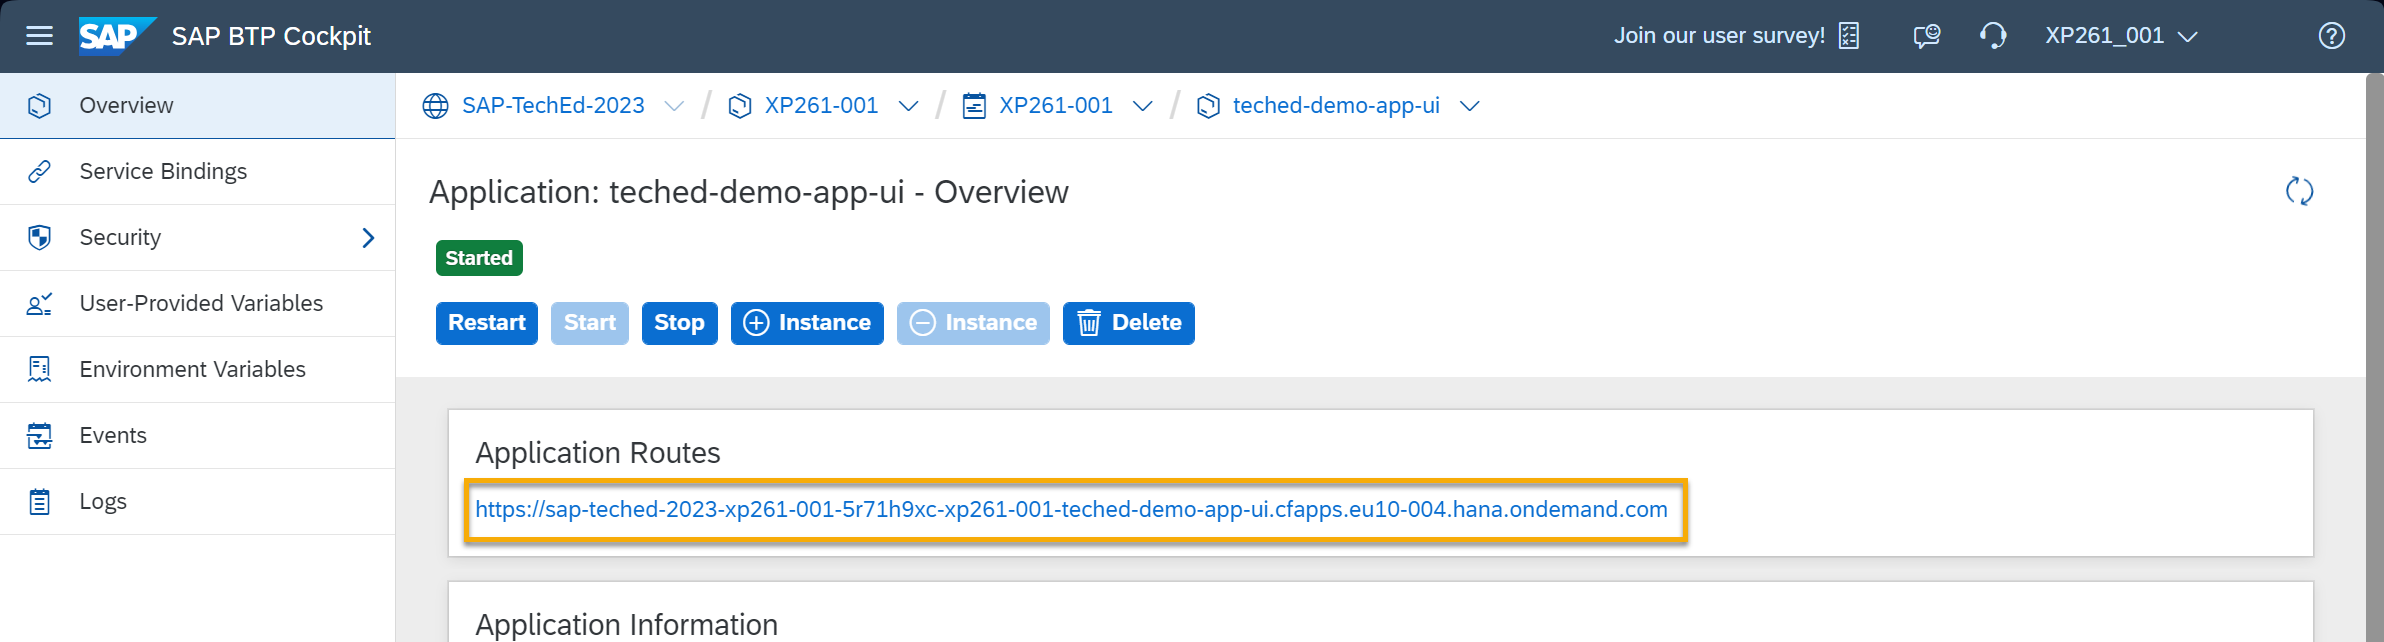 SAP SAP BTP Cockpit Join our user survey! XP261_001
Overview
Service Bindings
Security
User-Provided Variables
Environment Variables
Events
Logs
SAP-TechEd-2023 / XP261-001 / XP261-001 / teched-demo-app-ui
Application: teched-demo-app-ui - Overview
Started
Restart Start Stop Instance Instance Delete
Application Routes
https://sap-teched-2023-xp261-001-5r71h9xc-xp261-001-teched-demo-app-ui.cfapps.eu10-004.hana.ondemand.com
Application Information